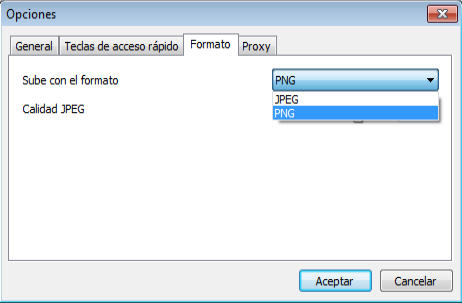 Opciones
General Teclas de acceso rápido Formato Proxy
Sube con el formato PNG
JPEG
Calidad JPEG
PNG
Aceptar Cancelar